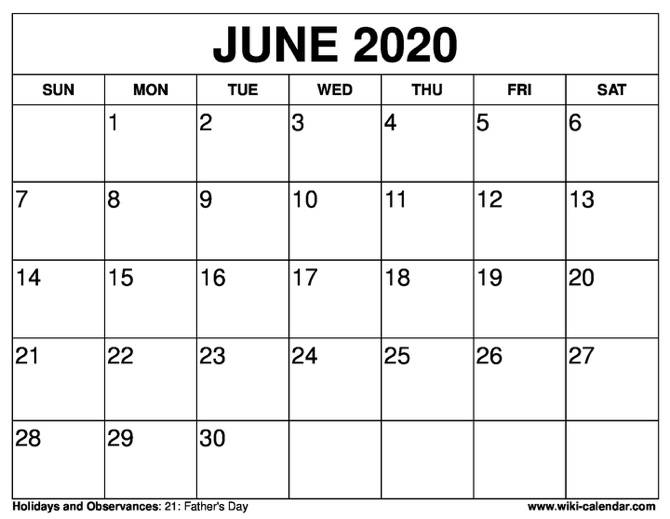 JUNE 2020
SUN MON TUE WED THU FRI SAT
1 2 3 4 5 6
7 8 9 10 11 12 13
14 15 16 17 18 19 20
21 22 23 24 25 26 27
28 29 30
Holidays and Observances: 21: Father's Day www.wiki-calendar.com